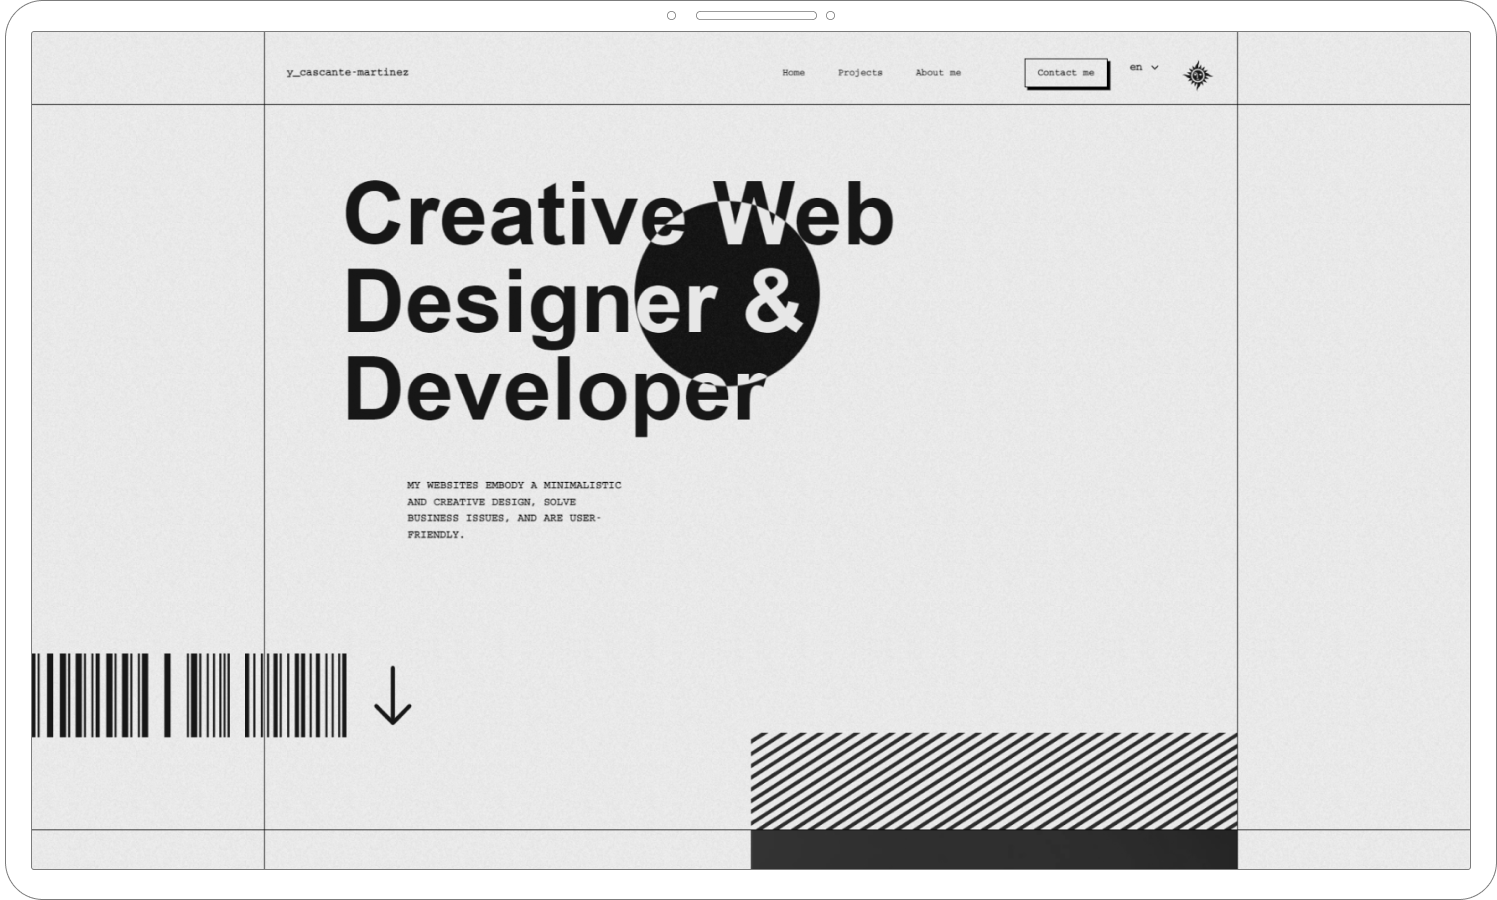 y_cascante-martinez
Home
Projects
About me
Contact me
en
Creative Web
Designer &
Developer
MY WEBSITES EMBODY A MINIMALISTIC
AND CREATIVE DESIGN, SOLVE
BUSINESS ISSUES, AND ARE USER-
FRIENDLY.